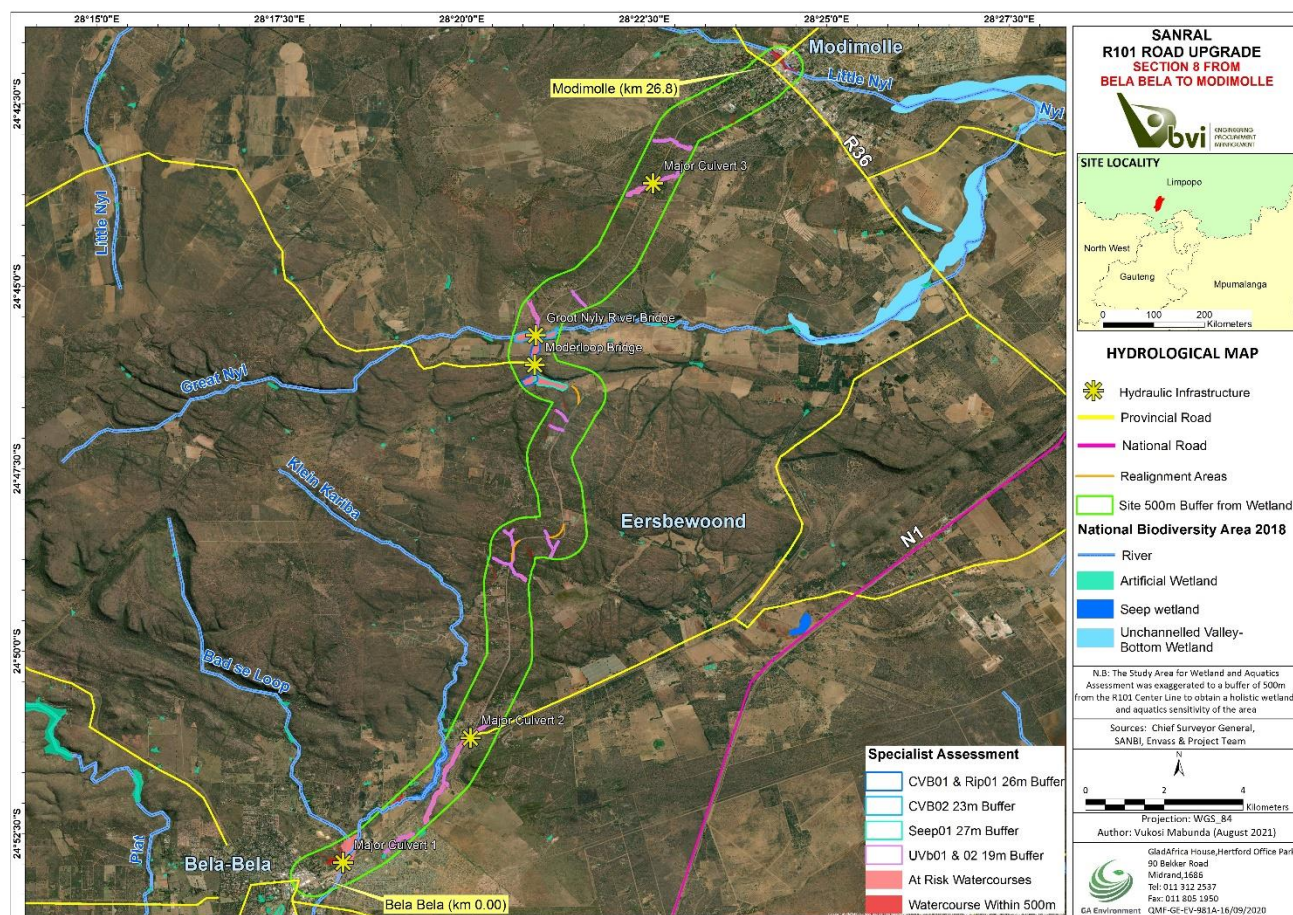 28°15'0"E
28°17'30"E
28°20'0"E
28°22'30"E
28°25'0"E
28°27'30"E
24°42'30"S
24°45'0"S
24°47'30"S
24°50'0"S
24°52'30"S
Modimolle
Little Nyl
Nyl
Modimolle (km 26.8)
R36
Major Culvert 3
Little Nyl
Groot Nyly River Bridge
Moderloop Bridge
Great Nyl
Klein Kariba
Eersbewoond
N1
Bad se Loop
Major Culvert 2
Plat
Major Culvert 1
Bela-Bela
Bela Bela (km 0.00)
Specialist Assessment
CVB01 & Rip01 26m Buffer
CVB02 23m Buffer
Seep01 27m Buffer
UVb01 & 02 19m Buffer
At Risk Watercourses
Watercourse Within 500m
SANRAL
R101 ROAD UPGRADE
SECTION 8 FROM
BELA BELA TO MODIMOLLE
bvi
ENGINEERING
PROCUREMENT
MANAGEMENT
SITE LOCALITY
Limpopo
North West
Gauteng
Mpumalanga
0 100 200
Kilometers
HYDROLOGICAL MAP
Hydraulic Infrastructure
Provincial Road
National Road
Realignment Areas
Site 500m Buffer from Wetland
National Biodiversity Area 2018
River
Artificial Wetland
Seep wetland
Unchannelled Valley-
Bottom Wetland
N.B: The Study Area for Wetland and Aquatics
Assessment was exaggerated to a buffer of 500m
from the R101 Center Line to obtain a holistic wetland
and aquatics sensitivity of the area
Sources: Chief Surveyor General,
SANBI, Envass & Project Team
N
0 2 4
Kilometers
Projection: WGS_84
Author: Vukosi Mabunda (August 2021)
GA Environment
GladAfrica House,Hertford Office Park
90 Bekker Road
Midrand,1686
Tel: 011 312 2537
Fax: 011 805 1950
QMF-GE-EV-981A-16/09/2020